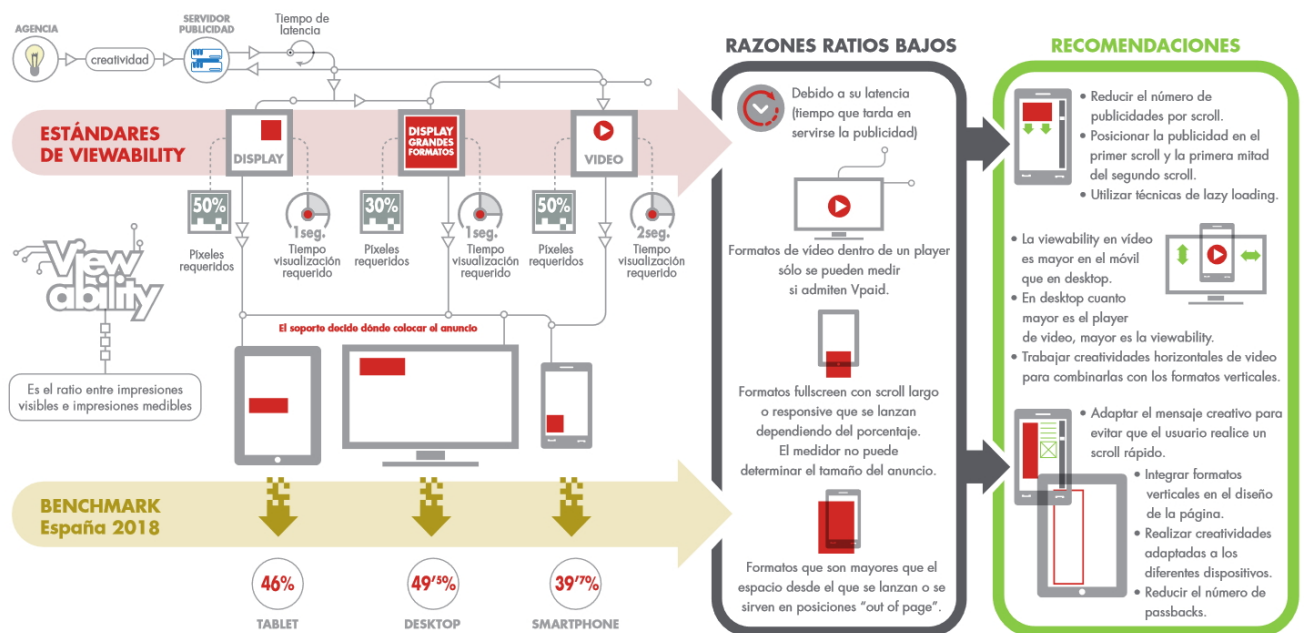 AGENCIA
creatividad
SERVIDOR
PUBLICIDAD
Tiempo de
latencia
ESTÁNDARES
DE VIEWABILITY
DISPLAY
DISPLAY
GRANDES
FORMATOS
VIDEO
50%
Píxeles
requeridos
1seg.
Tiempo
visualización
requerido
30%
Píxeles
requeridos
1seg.
Tiempo
visualización
requerido
50%
Píxeles
requeridos
2seg.
Tiempo
visualización
requerido
View
ability
Es el ratio entre impresiones
visibles e impresiones medibles
El soporte decide dónde colocar el anuncio
BENCHMARK
España 2018
46%
TABLET
49'50%
DESKTOP
39'7%
SMARTPHONE
RAZONES RATIOS BAJOS
Debido a su latencia
(tiempo que tarda en
servirse la publicidad)
Formatos de vídeo dentro de un player
sólo se pueden medir
si admiten Vpaid.
Formatos fullscreen con scroll largo
o responsive que se lanzan
dependiendo del porcentaje.
El medidor no puede
determinar el tamaño del anuncio.
Formatos que son mayores que el
espacio desde el que se lanzan o se
sirven en posiciones “out of page”.
RECOMENDACIONES
• Reducir el número de
publicidades por scroll.
• Posicionar la publicidad en el
primer scroll y la primera mitad
del segundo scroll.
• Utilizar técnicas de lazy loading.
• La viewability en vídeo
es mayor en el móvil
que en desktop.
• En desktop cuanto
mayor es el player
de video, mayor es la viewability.
• Trabajar creatividades horizontales de video
para combinarlas con los formatos verticales.
• Adaptar el mensaje creativo para
evitar que el usuario realice un
scroll rápido.
• Integrar formatos
verticales en el diseño
de la página.
• Realizar creatividades
adaptadas a los
diferentes dispositivos.
• Reducir el número de
passbacks.